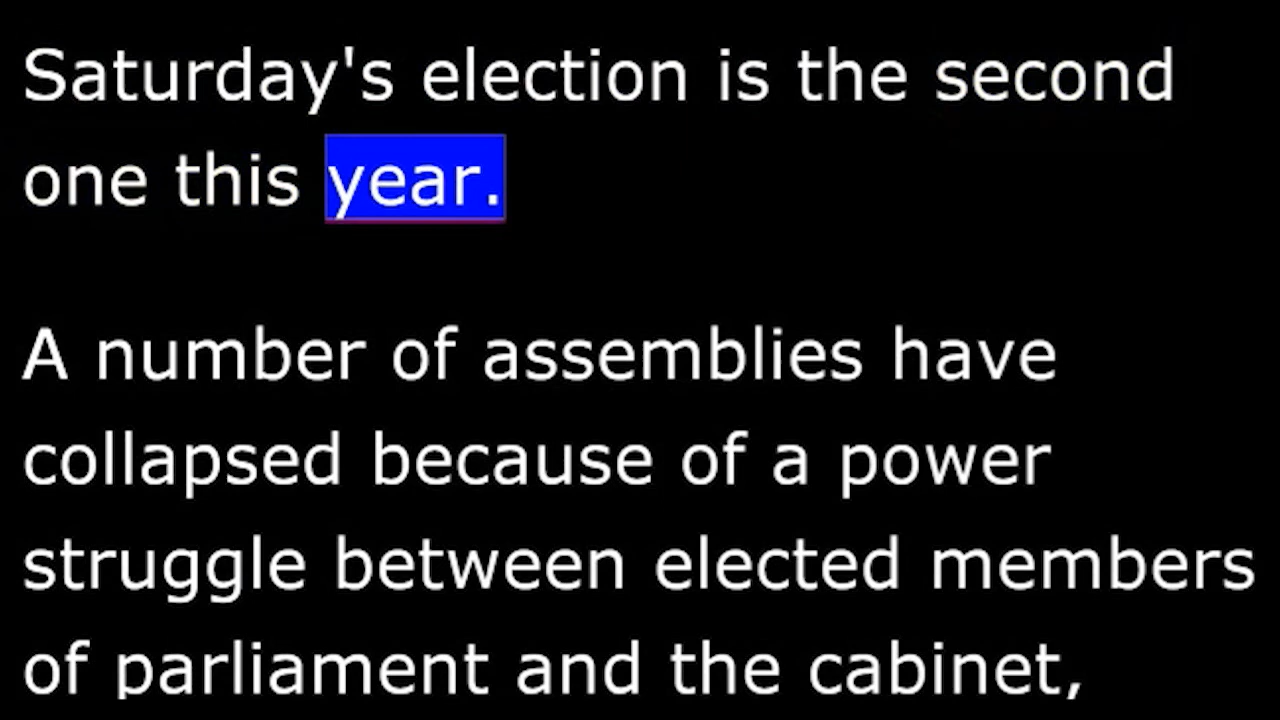 Saturday's election is the second
one this year.
A number of assemblies have
collapsed because of a power
struggle between elected members
of parliament and the cabinet,